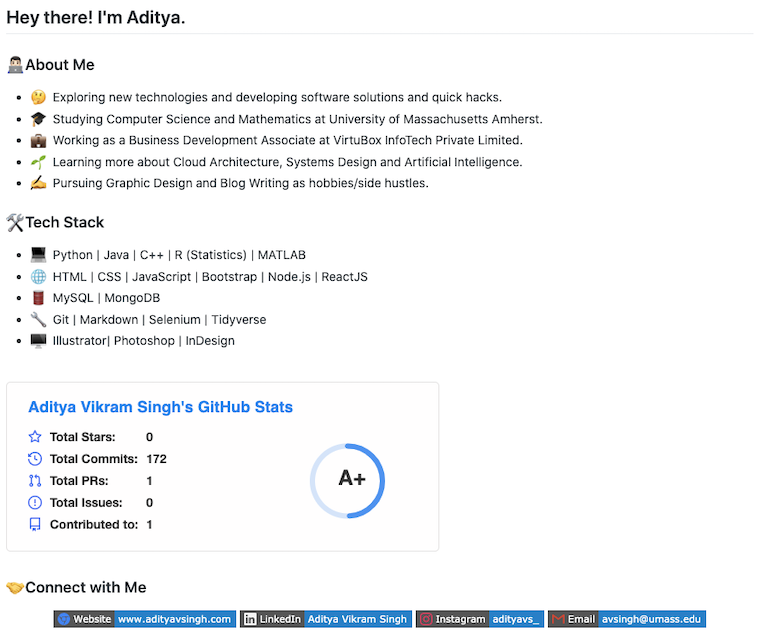 Hey there! I'm Aditya.
About Me
Exploring new technologies and developing software solutions and quick hacks.
Studying Computer Science and Mathematics at University of Massachusetts Amherst.
Working as a Business Development Associate at VirtuBox InfoTech Private Limited.
Learning more about Cloud Architecture, Systems Design and Artificial Intelligence.
Pursuing Graphic Design and Blog Writing as hobbies/side hustles.
Tech Stack
Python | Java | C++ | R (Statistics) | MATLAB
HTML | CSS | JavaScript | Bootstrap | Node.js | ReactJS
MySQL | MongoDB
Git | Markdown | Selenium | Tidyverse
Illustrator| Photoshop | InDesign
Aditya Vikram Singh's GitHub Stats
Total Stars: 0
Total Commits: 172
Total PRs: 1
Total Issues: 0
Contributed to: 1
A+
Connect with Me
Website www.adityavsingh.com LinkedIn Aditya Vikram Singh Instagram adityavs_ Email avsingh@umass.edu